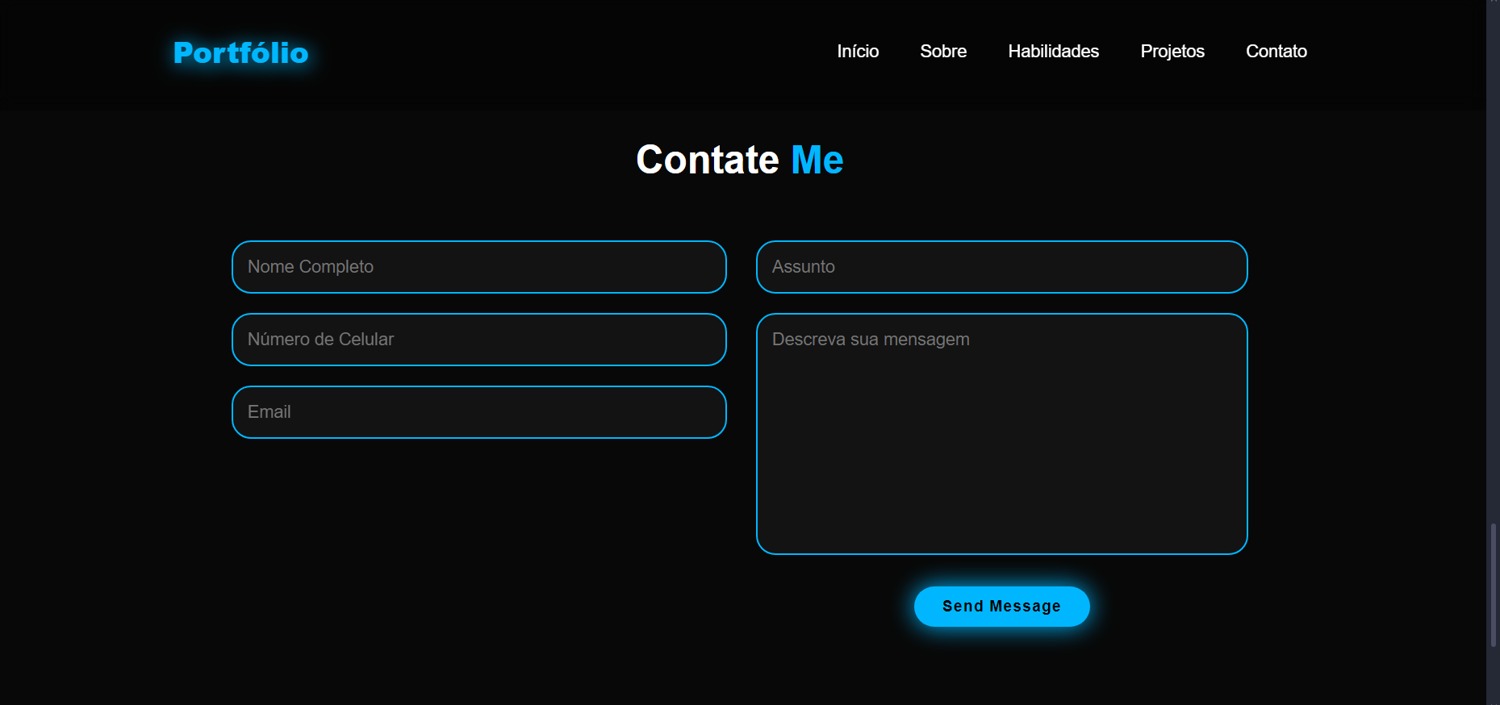 Portfólio
Início Sobre Habilidades Projetos Contato
Contate Me
Nome Completo
Número de Celular
Email
Assunto
Descreva sua mensagem
Send Message